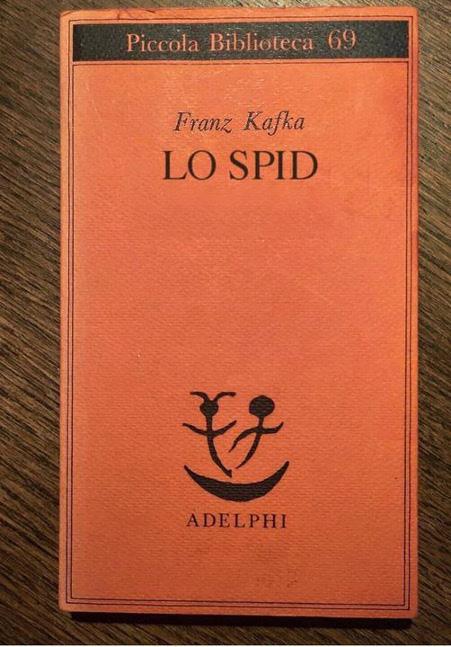 Piccola Biblioteca 69
Franz Kafka
LO SPID
ADELPHI